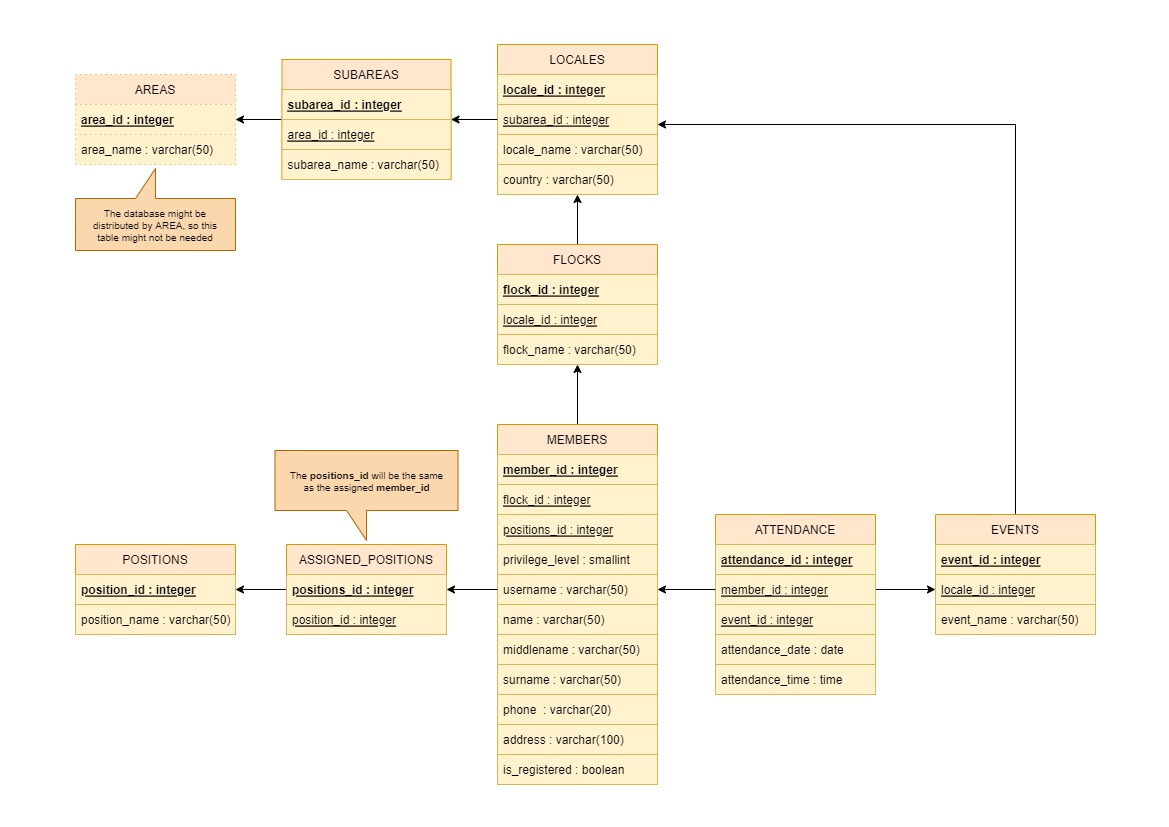 AREAS
area_id : integer
area_name : varchar(50)
The database might be
distributed by AREA, so this
table might not be needed
SUBAREAS
subarea_id : integer
area_id : integer
subarea_name : varchar(50)
LOCALES
locale_id : integer
subarea_id : integer
locale_name : varchar(50)
country : varchar(50)
FLOCKS
flock_id : integer
locale_id : integer
flock_name : varchar(50)
The positions_id will be the same
as the assigned member_id
POSITIONS
position_id : integer
position_name : varchar(50)
ASSIGNED_POSITIONS
positions_id : integer
position_id : integer
MEMBERS
member_id : integer
flock_id : integer
positions_id : integer
privilege_level : smallint
username : varchar(50)
name : varchar(50)
middlename : varchar(50)
surname : varchar(50)
phone  : varchar(20)
address : varchar(100)
is_registered : boolean
ATTENDANCE
attendance_id : integer
member_id : integer
event_id : integer
attendance_date : date
attendance_time : time
EVENTS
event_id : integer
locale_id : integer
event_name : varchar(50)